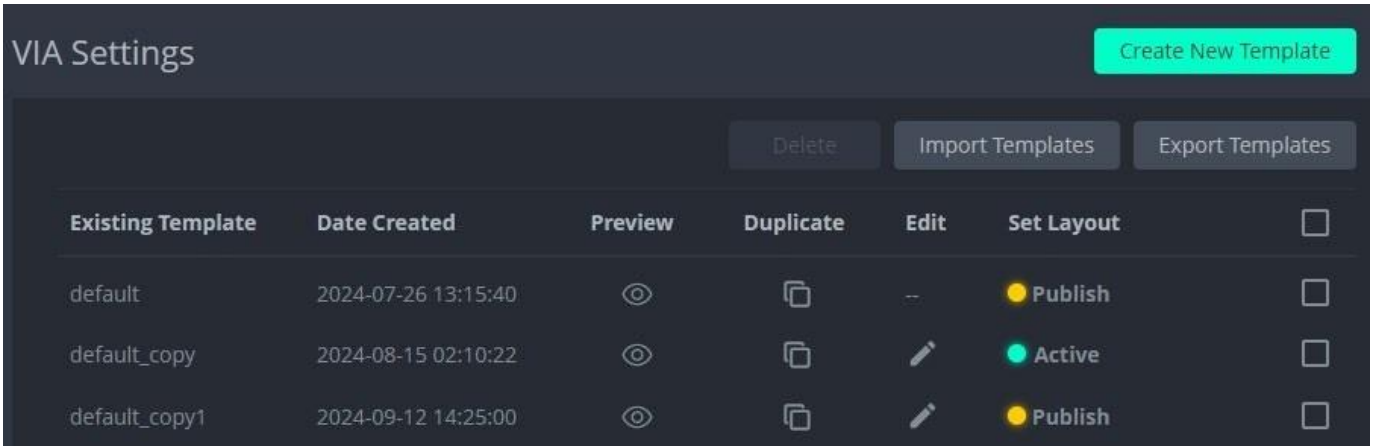 VIA Settings
Create New Template
Delete Import Templates Export Templates
Existing Template Date Created Preview Duplicate Edit Set Layout
default 2024-07-26 13:15:40 -- Publish
default_copy 2024-08-15 02:10:22 Active
default_copy1 2024-09-12 14:25:00 Publish